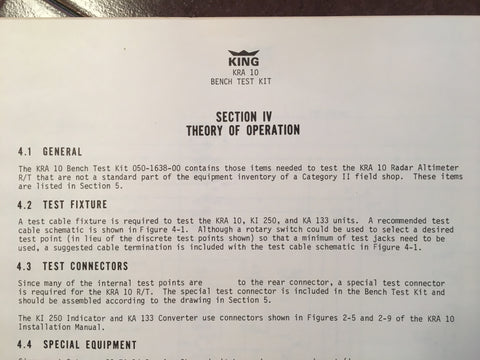 KING
KRA 10
BENCH TEST KIT
SECTION IV
THEORY OF OPERATION
4.1 GENERAL
The KRA 10 Bench Test Kit 050-1638-00 contains those items needed to test the KRA 10 Radar Altimeter
R/T that are not a standard part of the equipment inventory of a Category II field shop. These items
are listed in Section 5.
4.2 TEST FIXTURE
A test cable fixture is required to test the KRA 10, KI 250, and KA 133 units. A recommended test
cable schematic is shown in Figure 4-1. Although a rotary switch could be used to select a desired
test point (in lieu of the discrete test points shown) so that a minimum of test jacks need to be
used, a suggested cable termination is included with the test cable schematic in Figure 4-1.
4.3 TEST CONNECTORS
Since many of the internal test points are to the rear connector, a special test connector
is required for the KRA 10 R/T. The special test connector is included in the Bench Test Kit and
should be assembled according to the drawing in Section 5.
The KI 250 Indicator and KA 133 Converter use connectors shown in Figures 2-5 and 2-9 of the KRA 10
Installation Manual.
4.4 SPECIAL EQUIPMENT